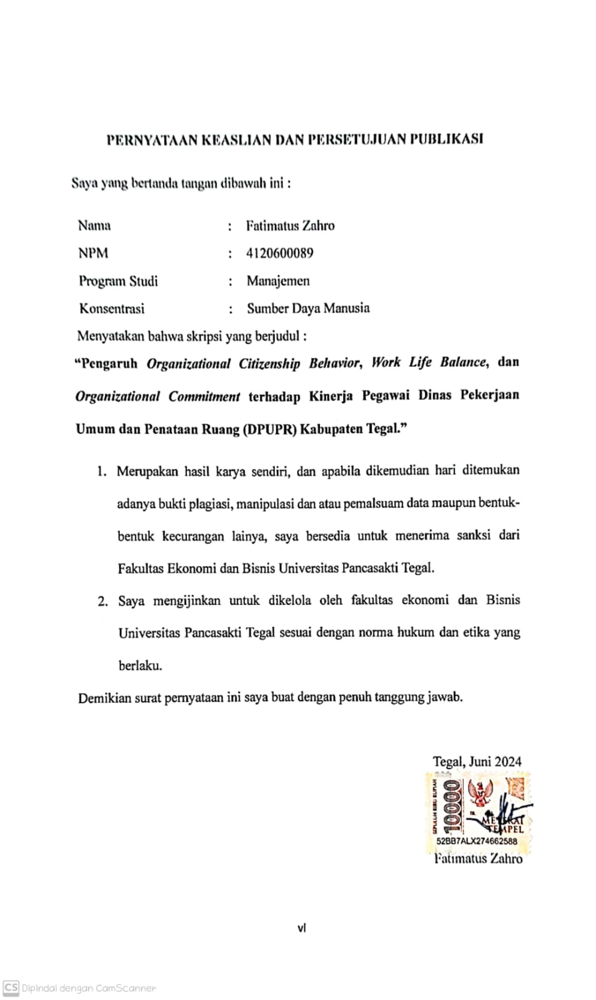 PERNYATAAN KEASLIAN DAN PERSETUJUAN PUBLIKASI
Saya yang bertanda tangan dibawah ini :
Nama : Fatimatus Zahro
NPM : 4120600089
Program Studi : Manajemen
Konsentrasi : Sumber Daya Manusia
Menyatakan bahwa skripsi yang berjudul :
“Pengaruh Organizational Citizenship Behavior, Work Life Balance, dan
Organizational Commitment terhadap Kinerja Pegawai Dinas Pekerjaan
Umum dan Penataan Ruang (DPUPR) Kabupaten Tegal.”
1. Merupakan hasil karya sendiri, dan apabila dikemudian hari ditemukan
adanya bukti plagiasi, manipulasi dan atau pemalsuam data maupun bentuk-
bentuk kecurangan lainya, saya bersedia untuk menerima sanksi dari
Fakultas Ekonomi dan Bisnis Universitas Pancasakti Tegal.
2. Saya mengijinkan untuk dikelola oleh fakultas ekonomi dan Bisnis
Universitas Pancasakti Tegal sesuai dengan norma hukum dan etika yang
berlaku.
Demikian surat pernyataan ini saya buat dengan penuh tanggung jawab.
Tegal, Juni 2024
SEPULUH RIBU RUPIAH
10000
METERAI
TEMPEL
52BB7ALX274662588
Fatimatus Zahro
vi
CS Dipindai dengan CamScanner